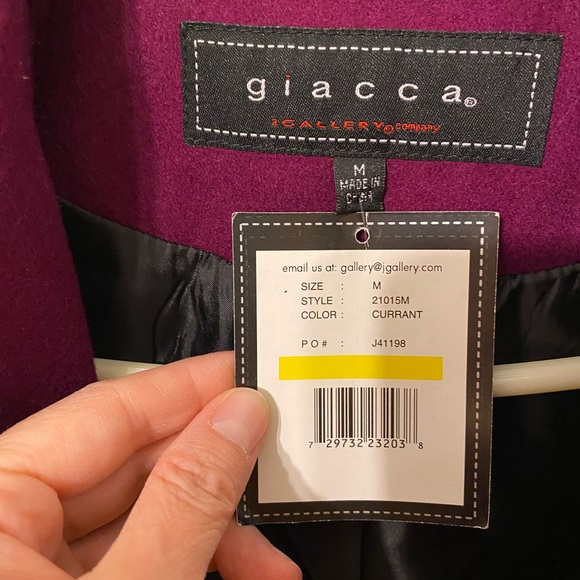 giacca®
A GALLERY® company
M
MADE IN
CHINA
email us at: gallery@jgallery.com
SIZE : M
STYLE : 21015M
COLOR : CURRANT
P O # : J41198
7 29732 23203 8